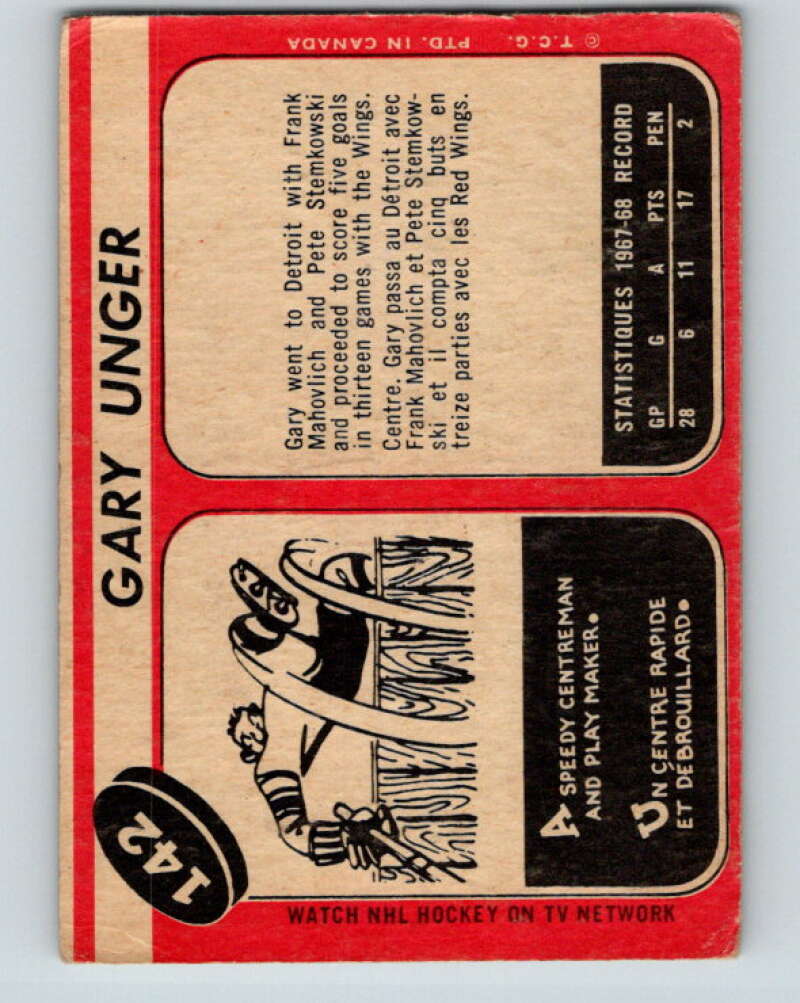 142
GARY UNGER
WATCH NHL HOCKEY ON TV NETWORK
A SPEEDY CENTREMAN
AND PLAY MAKER.
UN CENTRE RAPIDE
ET DÉBROUILLARD.
Gary went to Detroit with Frank
Mahovlich and Pete Stemkowski
and proceeded to score five goals
in thirteen games with the Wings.
Centre. Gary passa au Détroit avec
Frank Mahovlich et Pete Stemkow-
ski et il compta cinq buts en
treize parties avec les Red Wings.
STATISTIQUES 1967-68 RECORD
GP G A PTS PEN
28 6 11 17 2
© T.C.G. PTD. IN CANADA